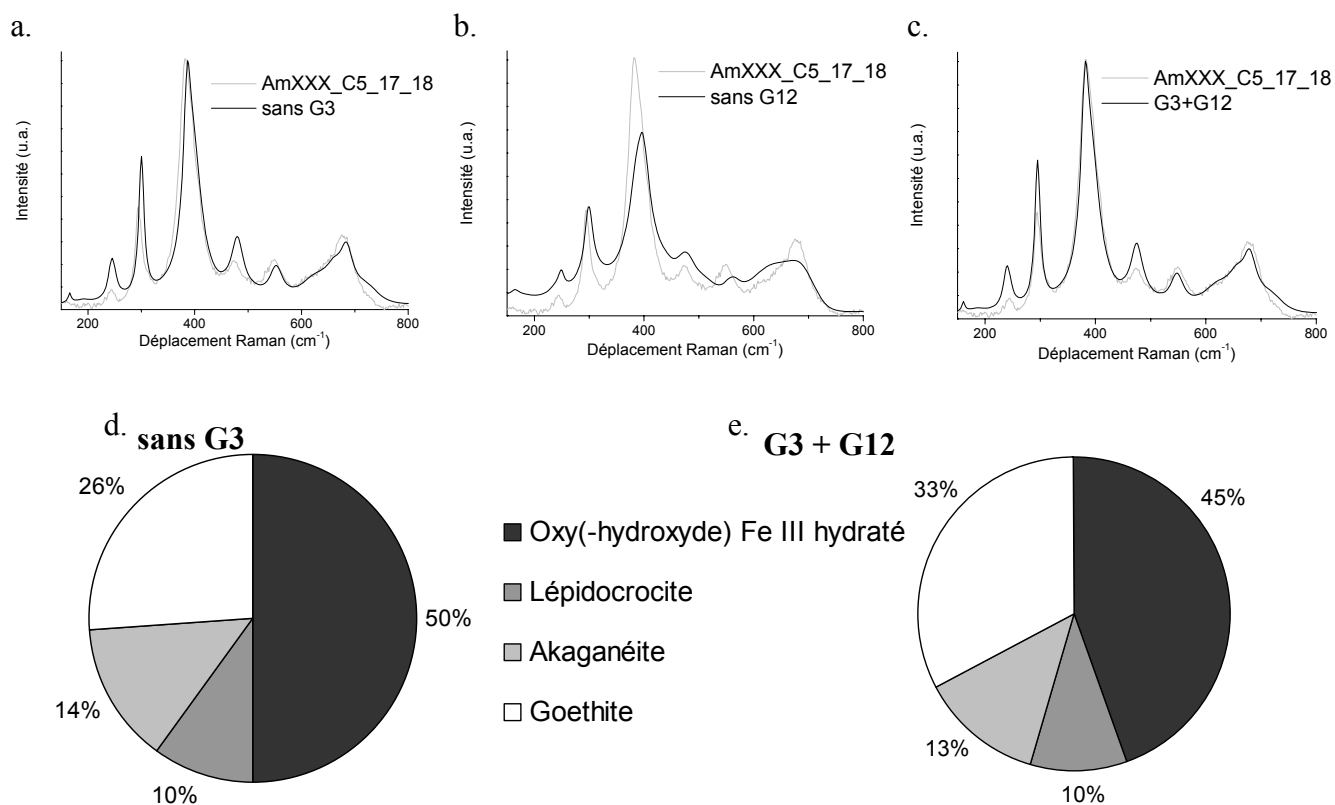 a.
AmXXX_C5_17_18
sans G3
Intensité (u.a.)
200 400 600 800
Déplacement Raman (cm-1)
b.
AmXXX_C5_17_18
sans G12
Intensité (u.a.)
200 400 600 800
Déplacement Raman (cm-1)
c.
AmXXX_C5_17_18
G3+G12
Intensité (u.a.)
200 400 600 800
Déplacement Raman (cm-1)
d. sans G3
26%
50%
14%
10%
Oxy(-hydroxyde) Fe III hydraté
Lépidocrocite
Akaganéite
Goethite
e. G3 + G12
33%
45%
13%
10%